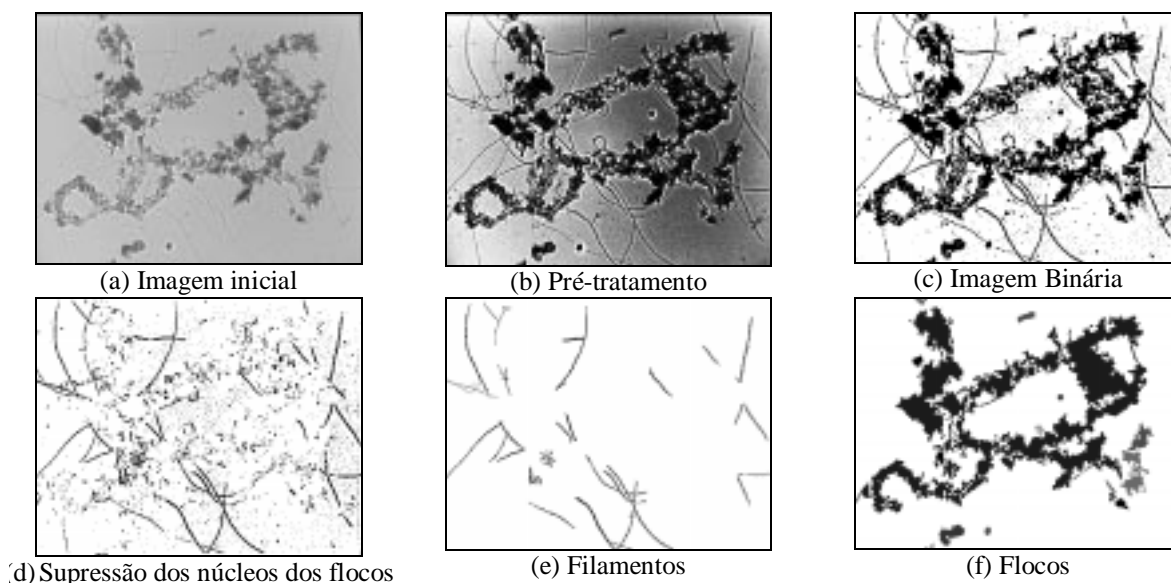 (a) Imagem inicial
(b) Pré-tratamento
(c) Imagem Binária
(d) Supressão dos núcleos dos flocos
(e) Filamentos
(f) Flocos